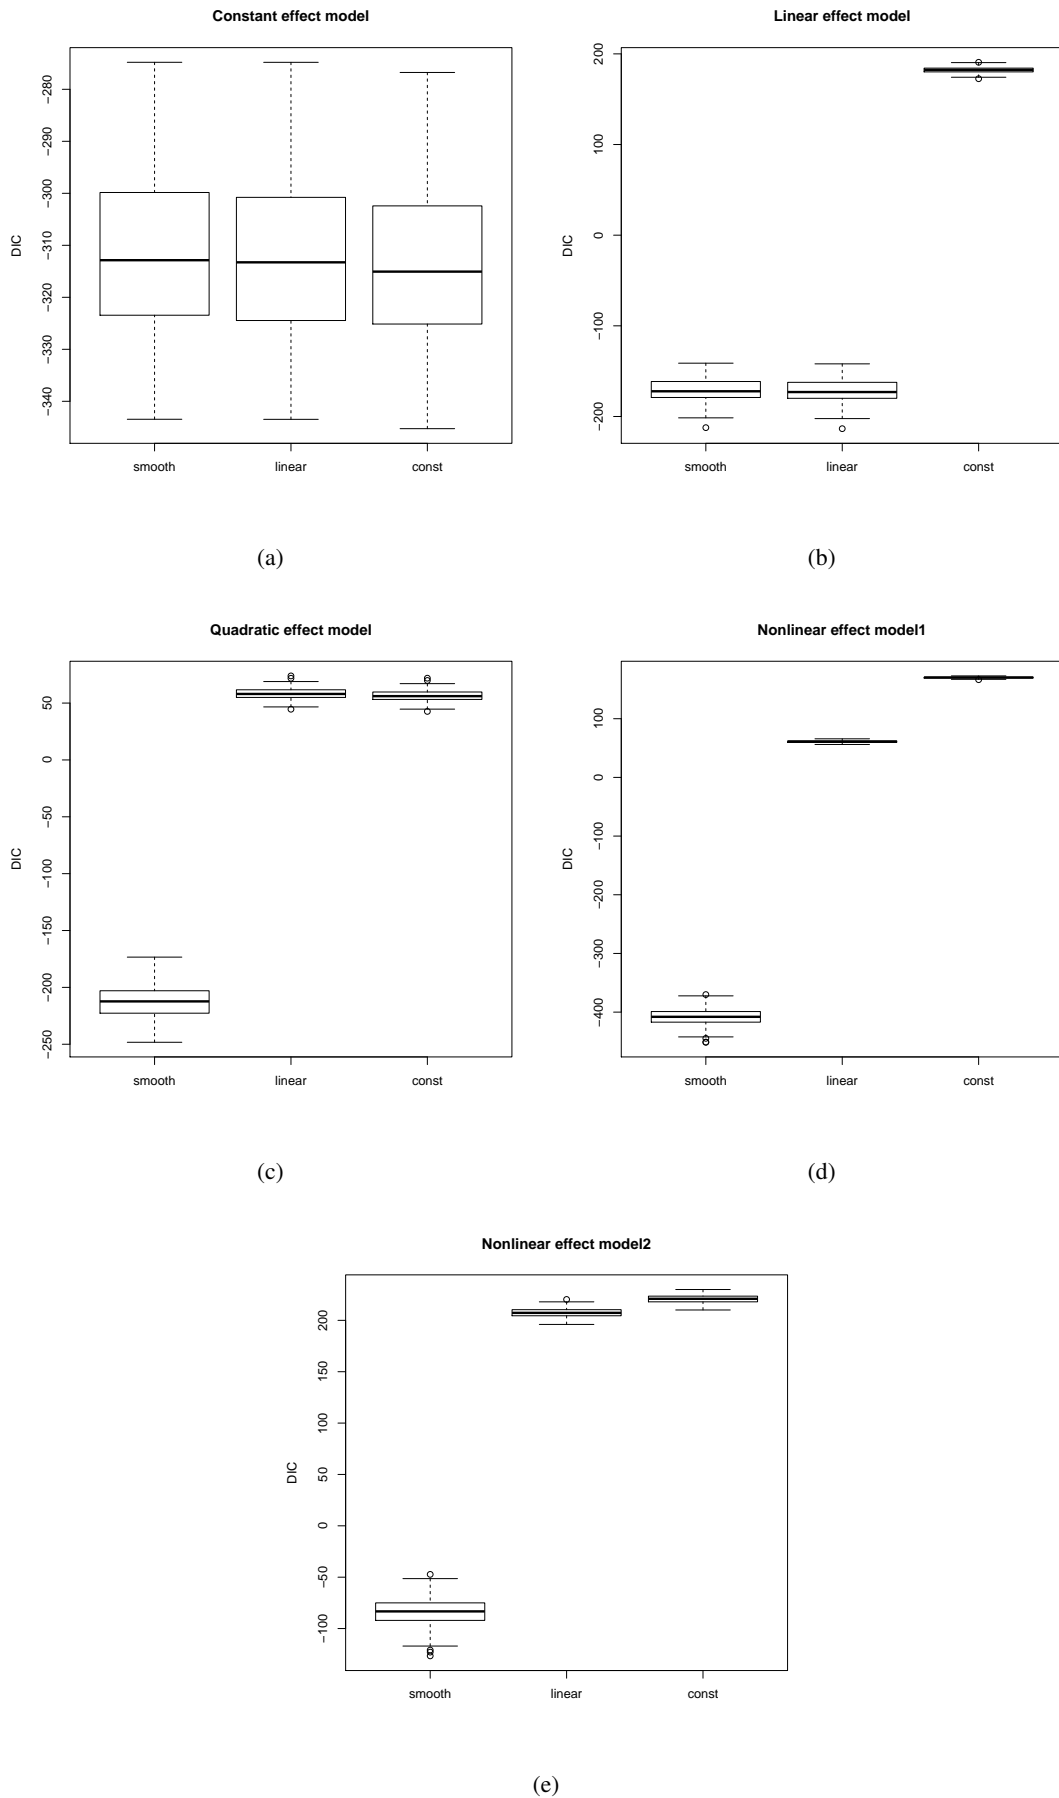 Constant effect model
DIC
−280
−290
−300
−310
−320
−330
−340
smooth linear const
(a)
Linear effect model
DIC
200
100
0
−100
−200
smooth linear const
(b)
Quadratic effect model
DIC
50
0
−50
−100
−150
−200
−250
smooth linear const
(c)
Nonlinear effect model1
DIC
100
0
−100
−200
−300
−400
smooth linear const
(d)
Nonlinear effect model2
DIC
200
150
100
50
0
−50
−100
smooth linear const
(e)